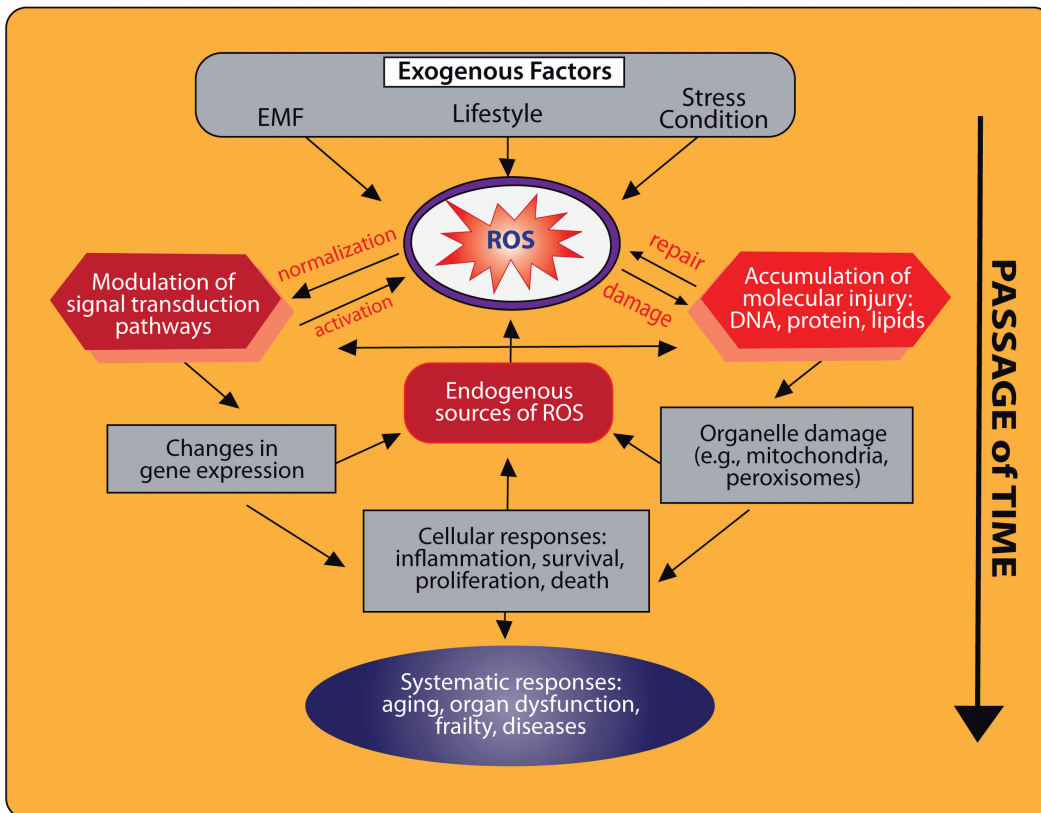 Exogenous Factors
EMF
Lifestyle
Stress
Condition
ROS
normalization
activation
repair
damage
Modulation of
signal transduction
pathways
Accumulation of
molecular injury:
DNA, protein, lipids
Endogenous
sources of ROS
Changes in
gene expression
Organelle damage
(e.g., mitochondria,
peroxisomes)
Cellular responses:
inflammation, survival,
proliferation, death
Systematic responses:
aging, organ dysfunction,
frailty, diseases
PASSAGE of TIME